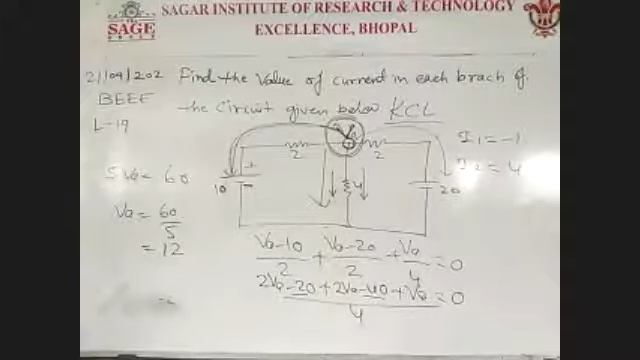 SAGAR INSTITUTE OF RESEARCH & TECHNOLOGY
EXCELLENCE, BHOPAL
SAGE
21/09/202 Find the Value of current in each brach of
BEEE the Circuit given below KCL
L-19
2
2
10
+
-
4
20
I1 = -1
I2 = 4
5Va = 60
Va = 60
5
= 12
Va-10 + Va-20 + Va = 0
2 2 4
2Va-20+2Va-40+Va = 0
4